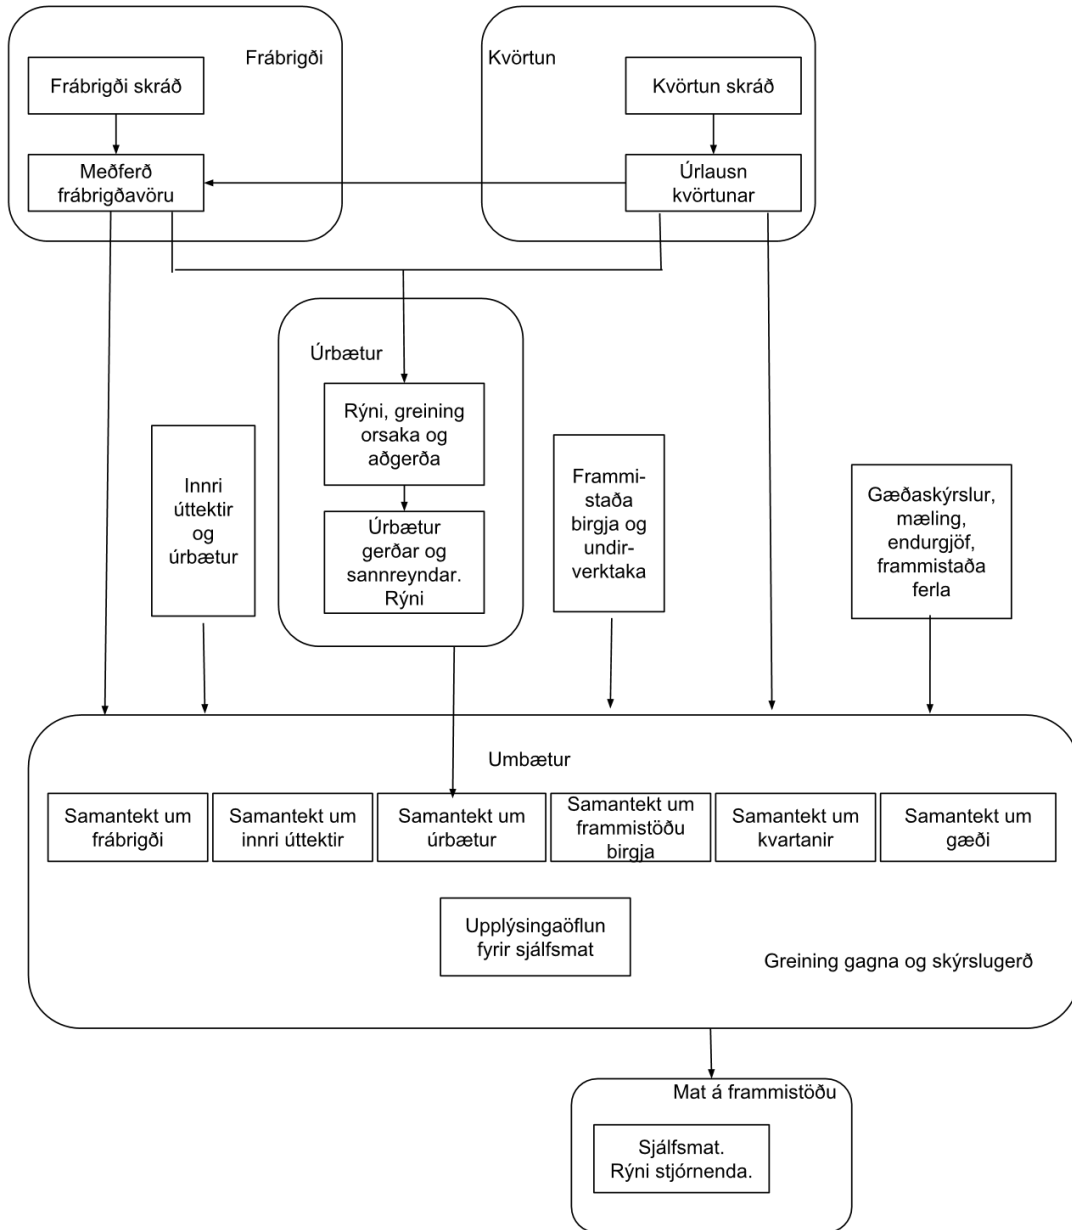 Frábrigði
Kvörtun
Frábrigði skráð
Kvörtun skráð
Meðferð
frábrigðavöru
Úrlausn
kvörtunar
Úrbætur
Rýni, greining
orsaka og
aðgerða
Úrbætur
gerðar og
sannreyndar.
Rýni
Innri
úttektir
og
úrbætur
Frammi-
staða
birgja og
undir-
verktaka
Gæðaskýrslur,
mæling,
endurgjöf,
frammistaða
ferla
Umbætur
Samantekt um
frábrigði
Samantekt um
innri úttektir
Samantekt um
úrbætur
Samantekt um
frammistöðu
birgja
Samantekt um
kvartanir
Samantekt um
gæði
Upplýsingaöflun
fyrir sjálfsmat
Greining gagna og skýrslugerð
Mat á frammistöðu
Sjálfsmat.
Rýni stjórnenda.